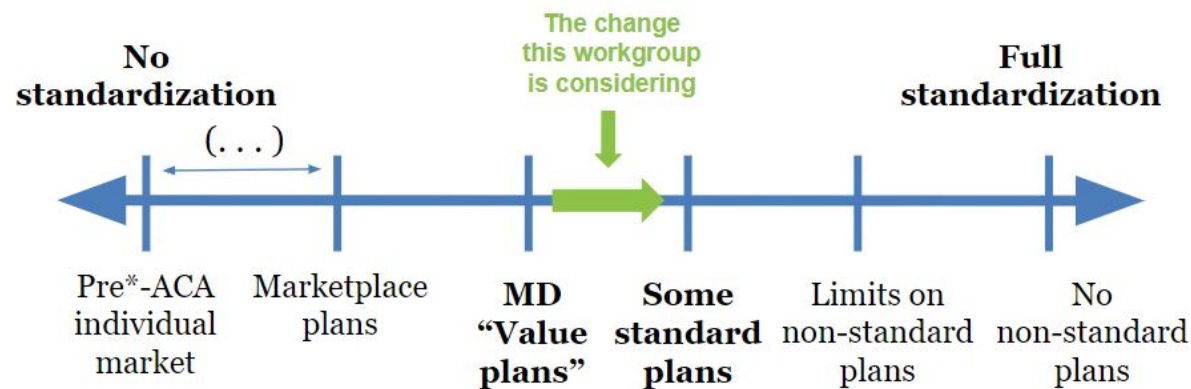 The change
this workgroup
is considering
No
standardization
Full
standardization
(. . . )
Pre*-ACA
individual
market
Marketplace
plans
MD
“Value
plans”
Some
standard
plans
Limits on
non-standard
plans
No
non-standard
plans